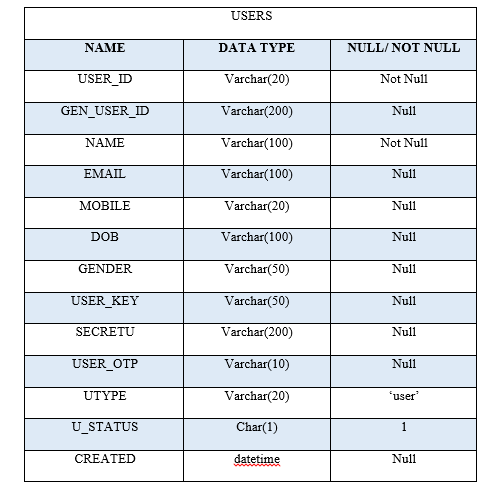 USERS
NAME DATA TYPE NULL/ NOT NULL
USER_ID Varchar(20) Not Null
GEN_USER_ID Varchar(200) Null
NAME Varchar(100) Not Null
EMAIL Varchar(100) Null
MOBILE Varchar(20) Null
DOB Varchar(100) Null
GENDER Varchar(50) Null
USER_KEY Varchar(50) Null
SECRETU Varchar(200) Null
USER_OTP Varchar(10) Null
UTYPE Varchar(20) ‘user’
U_STATUS Char(1) 1
CREATED datetime Null